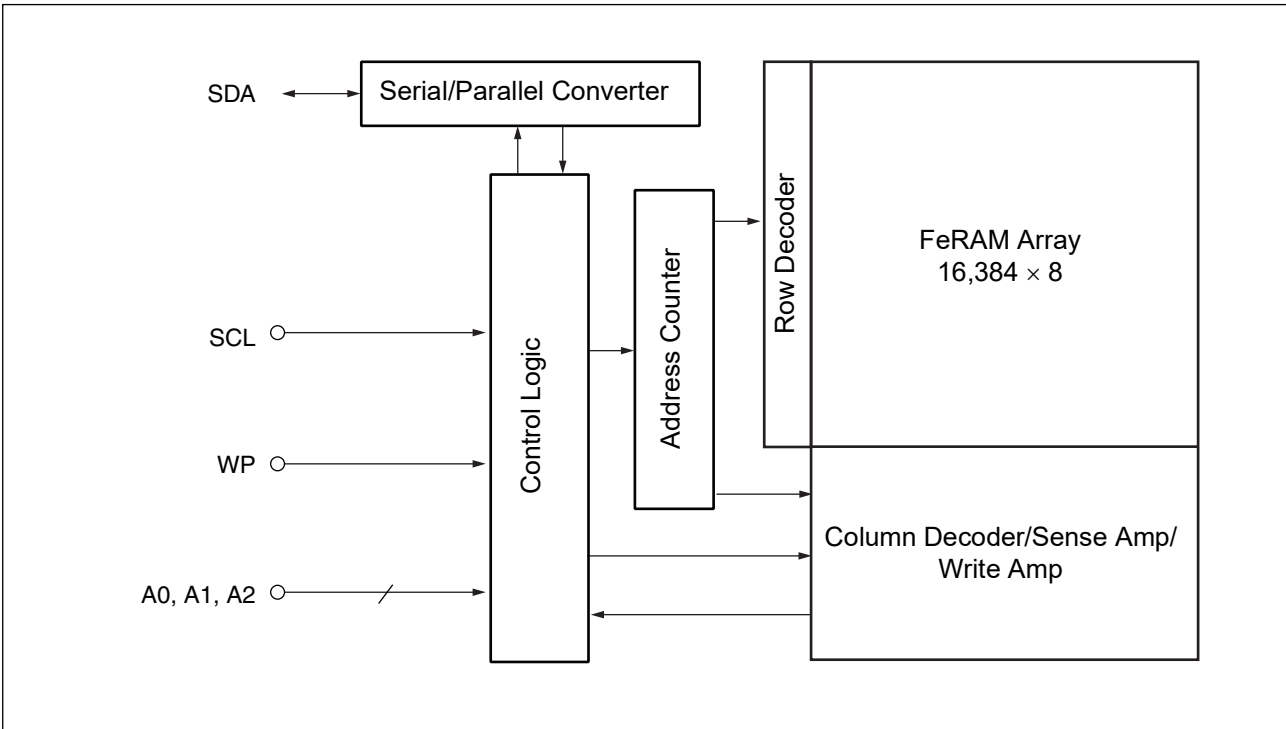 SDA
Serial/Parallel Converter
SCL
WP
A0, A1, A2
Control Logic
Address Counter
Row Decoder
FeRAM Array
16,384 × 8
Column Decoder/Sense Amp/
Write Amp